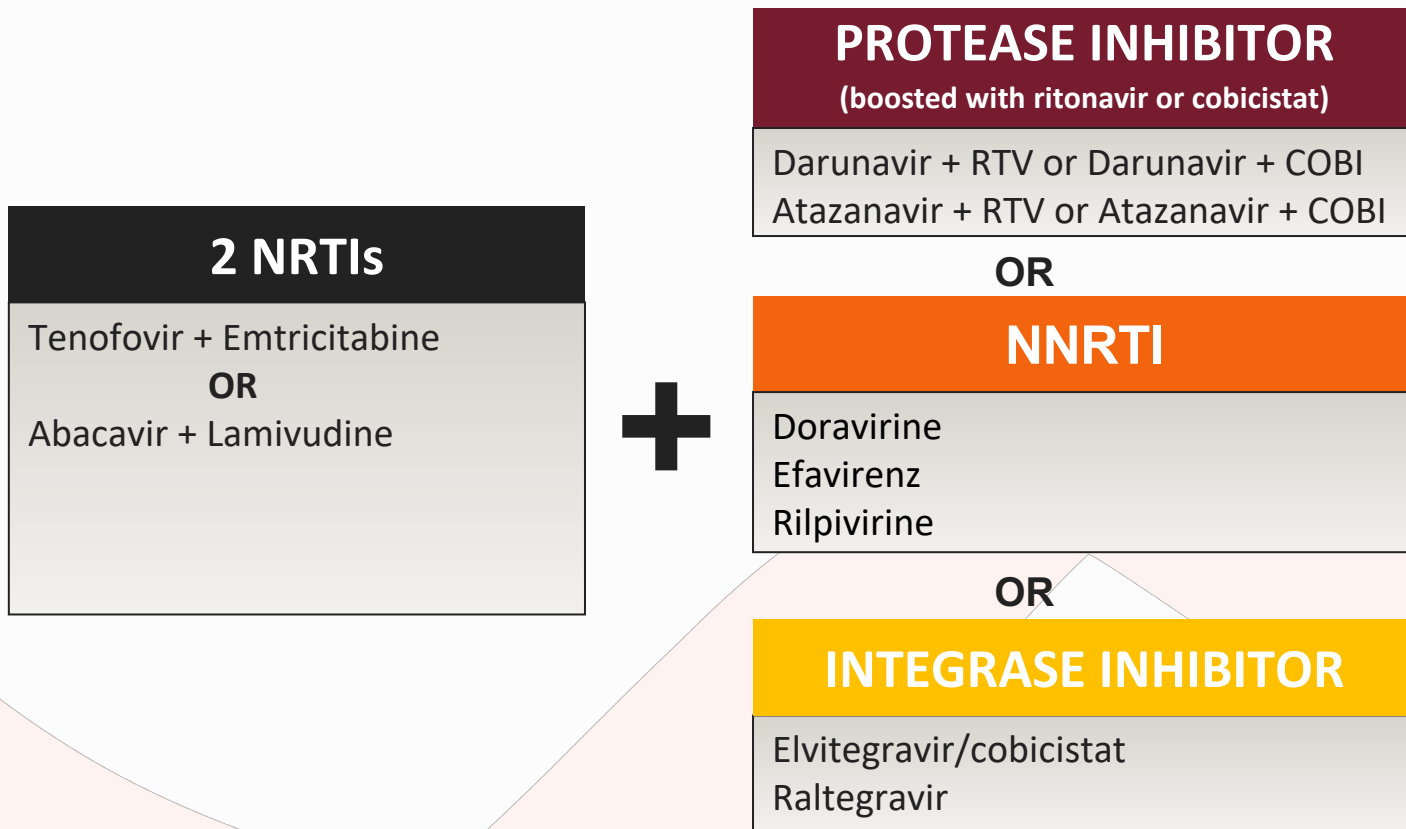 2 NRTIs
Tenofovir + Emtricitabine
OR
Abacavir + Lamivudine
+
PROTEASE INHIBITOR
(boosted with ritonavir or cobicistat)
Darunavir + RTV or Darunavir + COBI
Atazanavir + RTV or Atazanavir + COBI
OR
NNRTI
Doravirine
Efavirenz
Rilpivirine
OR
INTEGRASE INHIBITOR
Elvitegravir/cobicistat
Raltegravir